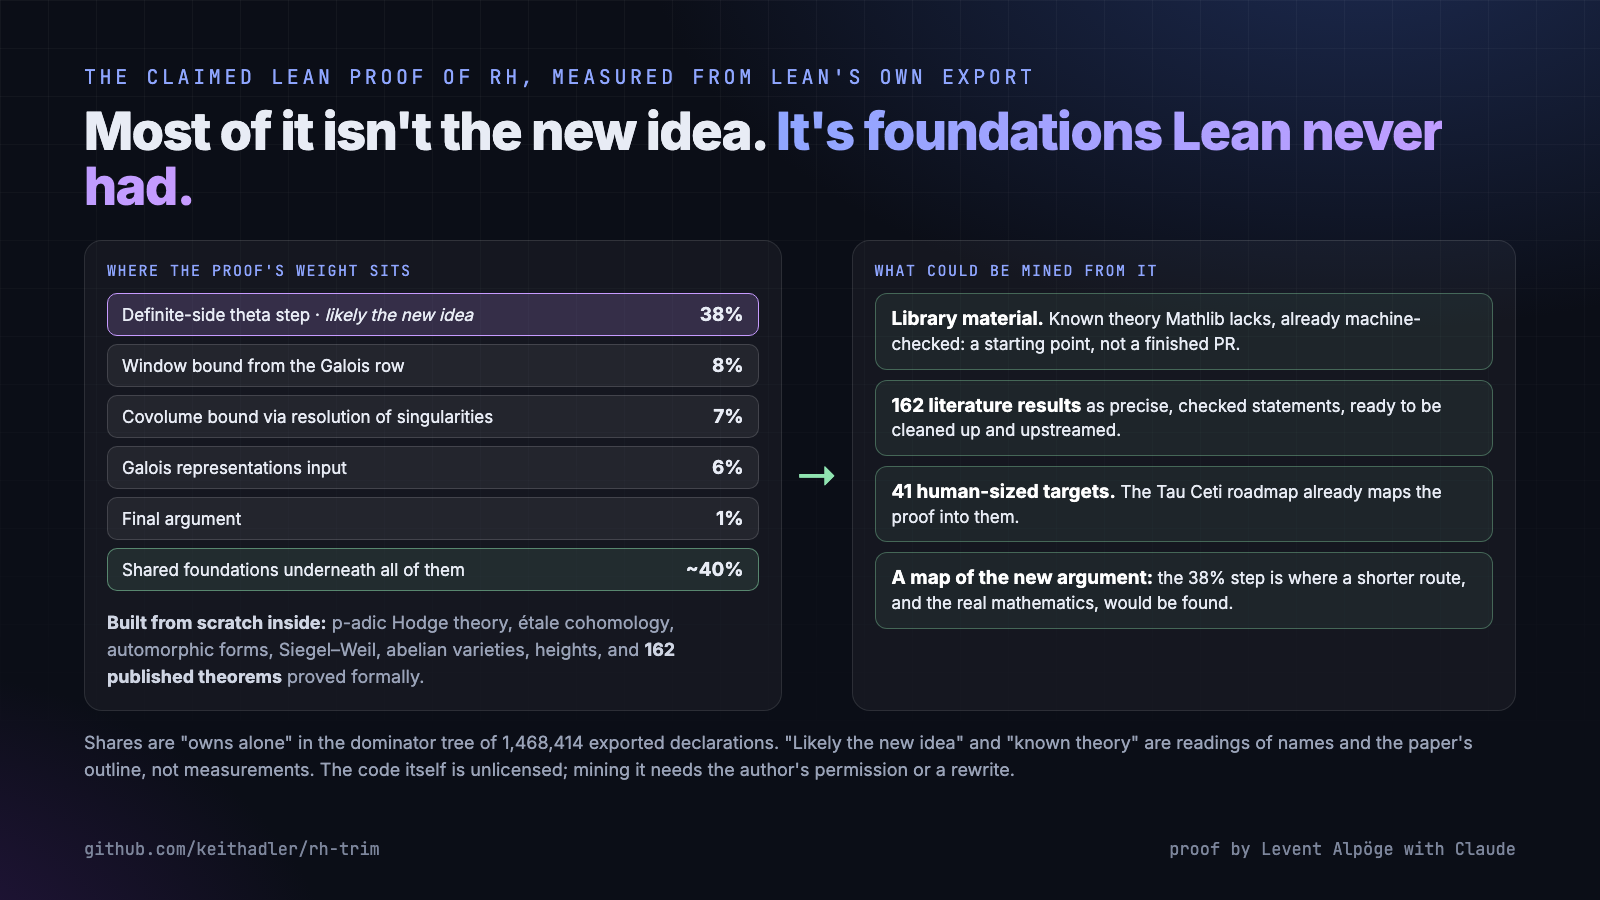 THE CLAIMED LEAN PROOF OF RH, MEASURED FROM LEAN'S OWN EXPORT
Most of it isn't the new idea. It's foundations Lean never
had.
WHERE THE PROOF'S WEIGHT SITS
Definite-side theta step · likely the new idea 38%
Window bound from the Galois row 8%
Covolume bound via resolution of singularities 7%
Galois representations input 6%
Final argument 1%
Shared foundations underneath all of them ~40%
Built from scratch inside: p-adic Hodge theory, étale cohomology,
automorphic forms, Siegel–Weil, abelian varieties, heights, and 162
published theorems proved formally.
→
WHAT COULD BE MINED FROM IT
Library material. Known theory Mathlib lacks, already machine-
checked: a starting point, not a finished PR.
162 literature results as precise, checked statements, ready to be
cleaned up and upstreamed.
41 human-sized targets. The Tau Ceti roadmap already maps the
proof into them.
A map of the new argument: the 38% step is where a shorter route,
and the real mathematics, would be found.
Shares are "owns alone" in the dominator tree of 1,468,414 exported declarations. "Likely the new idea" and "known theory" are readings of names and the paper's
outline, not measurements. The code itself is unlicensed; mining it needs the author's permission or a rewrite.
github.com/keithadler/rh-trim
proof by Levent Alpöge with Claude